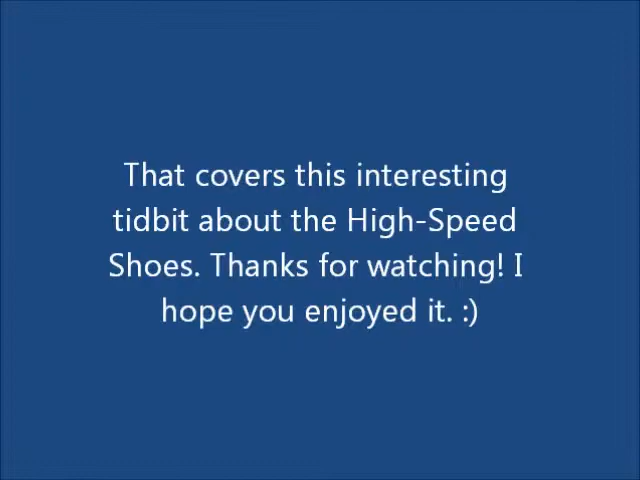 That covers this interesting
tidbit about the High-Speed
Shoes. Thanks for watching! I
hope you enjoyed it. :)